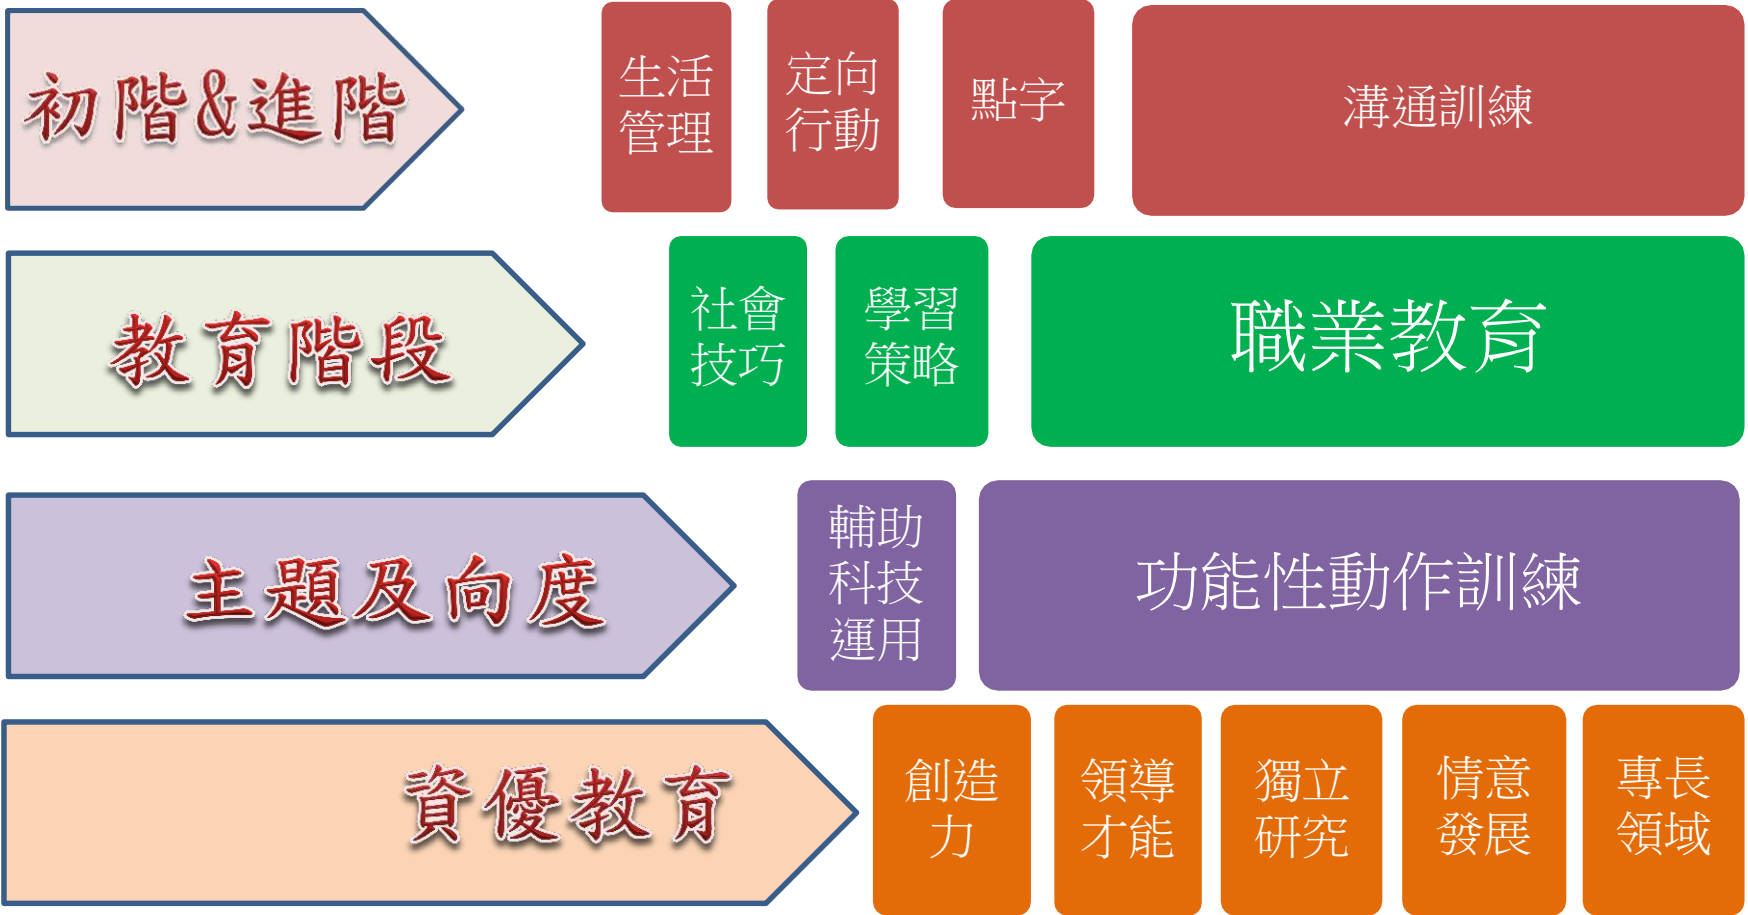 初階&進階
生活
管理
定向
行動
點字
溝通訓練
教育階段
社會
技巧
學習
策略
職業教育
主題及向度
輔助
科技
運用
功能性動作訓練
資優教育
創造
力
領導
才能
獨立
研究
情意
發展
專長
領域